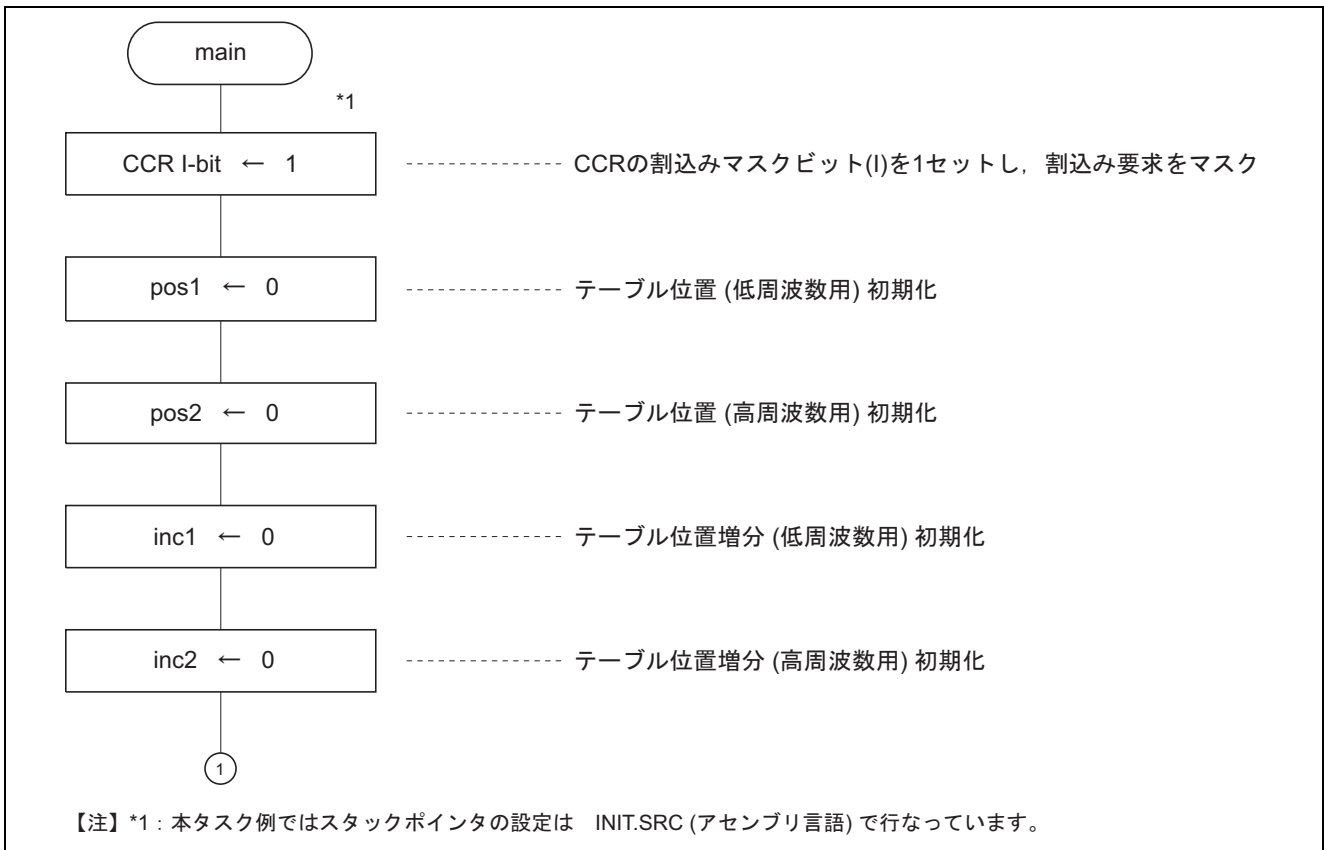 main
*1
CCR I-bit ← 1
CCRの割込みマスクビット(I)を1セットし，割込み要求をマスク
pos1 ← 0
テーブル位置 (低周波数用) 初期化
pos2 ← 0
テーブル位置 (高周波数用) 初期化
inc1 ← 0
テーブル位置増分 (低周波数用) 初期化
inc2 ← 0
テーブル位置増分 (高周波数用) 初期化
1
【注】*1：本タスク例ではスタックポインタの設定は　INIT.SRC (アセンブリ言語) で行なっています。